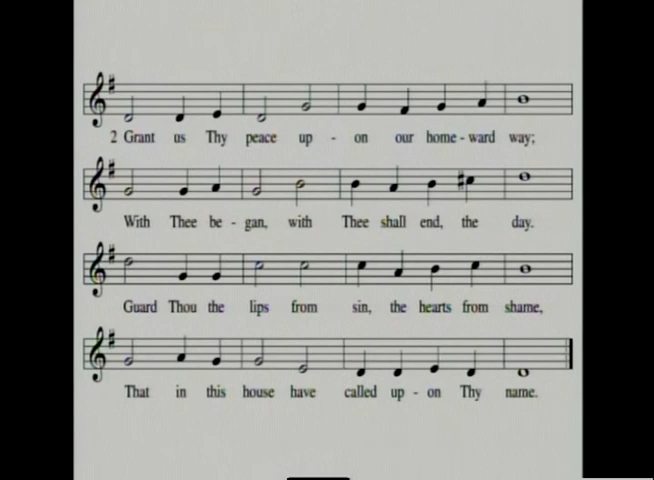 2 Grant us Thy peace up - on our home - ward way;
With Thee be - gan, with Thee shall end, the day.
Guard Thou the lips from sin, the hearts from shame,
That in this house have called up - on Thy name.